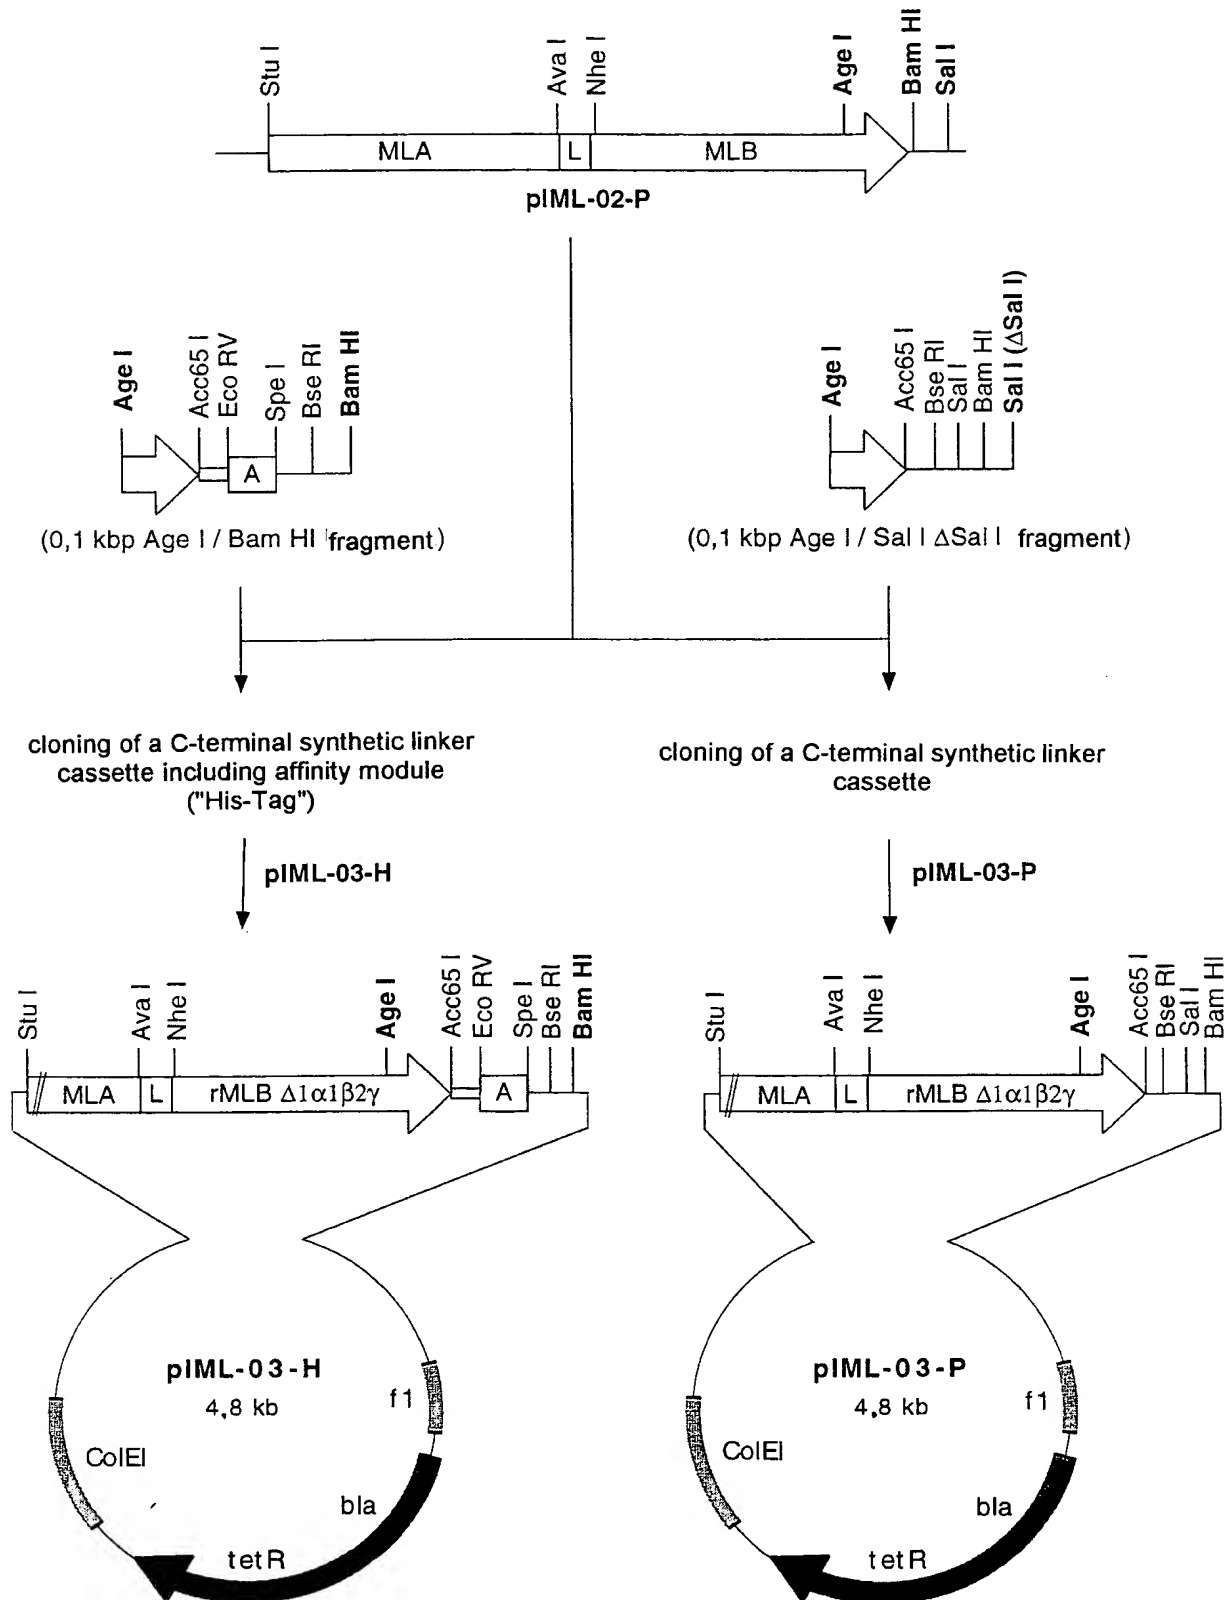 Stu I
Ava I
Nhe I
Age I
Bam HI
Sal I
MLA
L
MLB
pIML-02-P
Age I
Acc65 I
Eco RV
Spe I
Bse RI
Bam HI
A
(0,1 kbp Age I / Bam HI fragment)
Age I
Acc65 I
Bse RI
Sal I
Bam HI
Sal I (ΔSal I)
(0,1 kbp Age I / Sal I ΔSal I fragment)
cloning of a C-terminal synthetic linker
cassette including affinity module
("His-Tag")
cloning of a C-terminal synthetic linker
cassette
pIML-03-H
pIML-03-P
Stu I
Ava I
Nhe I
Age I
Acc65 I
Eco RV
Spe I
Bse RI
Bam HI
MLA
L
rMLB Δ1α1β2γ
A
Stu I
Ava I
Nhe I
Age I
Acc65 I
Bse RI
Sal I
Bam HI
MLA
L
rMLB Δ1α1β2γ
pIML-03-H
4,8 kb
f1
ColEI
bla
tetR
pIML-03-P
4,8 kb
f1
ColEI
bla
tetR